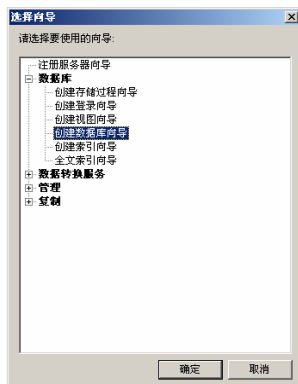 选择向导
请选择要使用的向导:
注册服务器向导
数据库
创建存储过程向导
创建登录向导
创建视图向导
创建数据库向导
创建索引向导
全文索引向导
数据转换服务
管理
复制
确定 取消